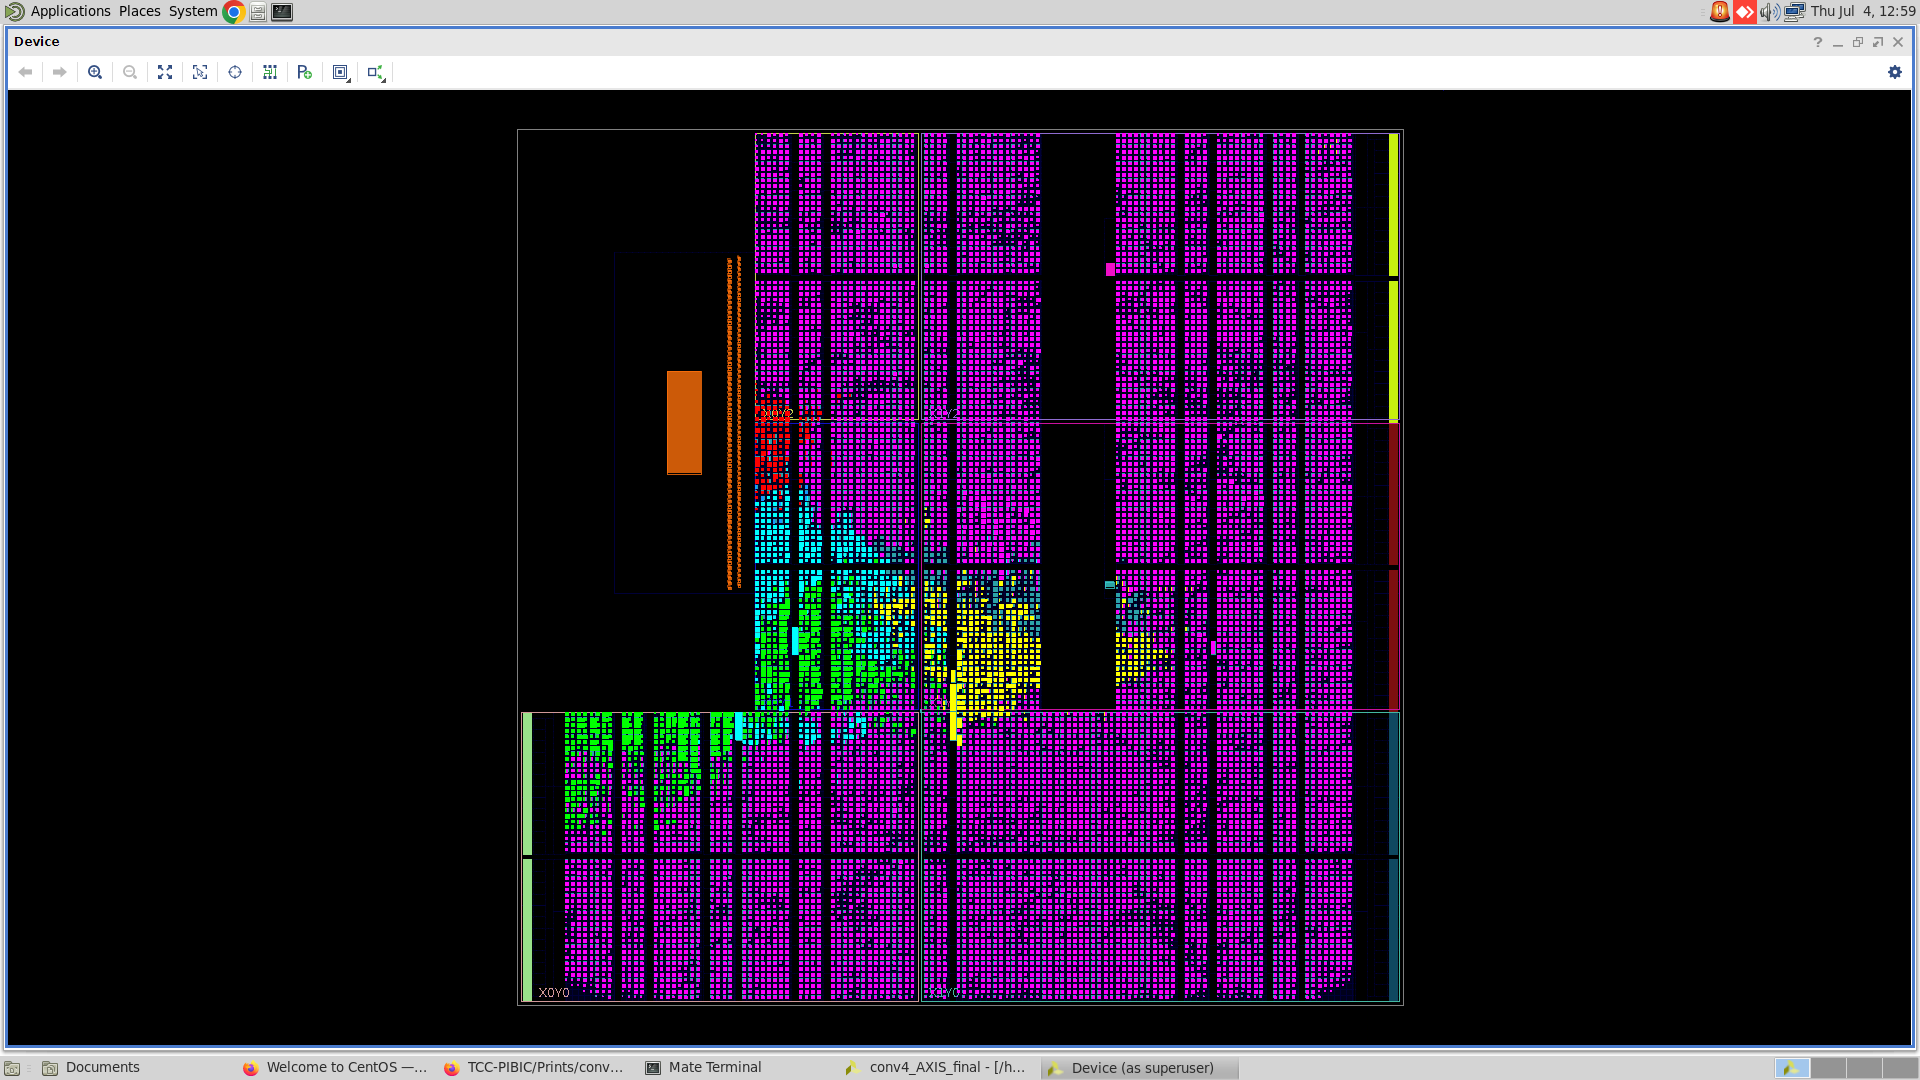 Applications Places System
Thu Jul 4, 12:59
Device
X0Y2
X1Y2
X0Y0
X1Y0
Documents
Welcome to CentOS —...
TCC-PIBIC/Prints/conv...
Mate Terminal
conv4_AXIS_final - [/h...
Device (as superuser)